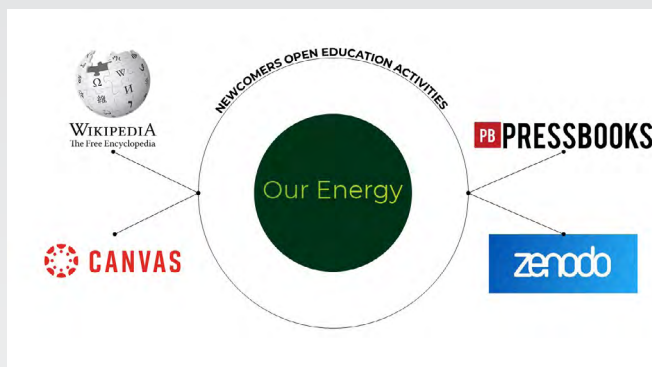 NEWCOMERS OPEN EDUCATION ACTIVITIES
WIKIPEDIA
The Free Encyclopedia
PB PRESSBOOKS
Our Energy
CANVAS
zenodo